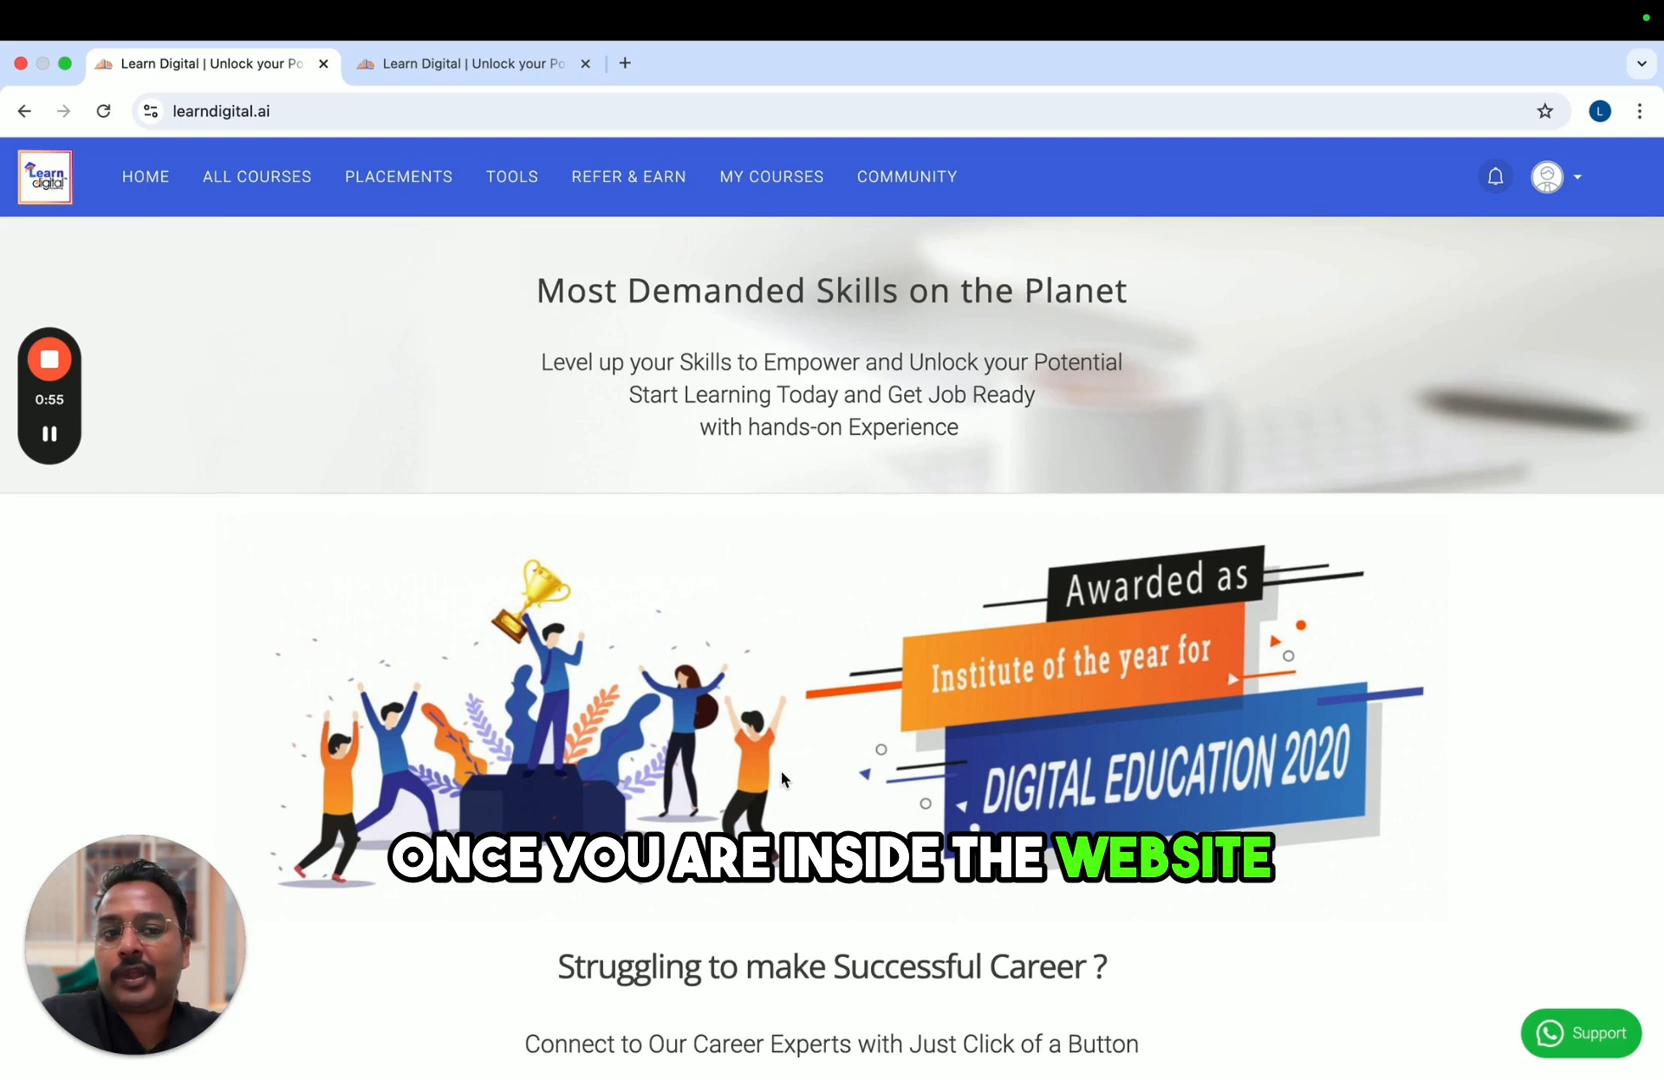 Learn Digital | Unlock your Po
Learn Digital | Unlock your Po
learndigital.ai
L
Learn
digital
HOME
ALL COURSES
PLACEMENTS
TOOLS
REFER & EARN
MY COURSES
COMMUNITY
Most Demanded Skills on the Planet
Level up your Skills to Empower and Unlock your Potential
Start Learning Today and Get Job Ready
with hands-on Experience
0:55
Awarded as
Institute of the year for
DIGITAL EDUCATION 2020
ONCE YOU ARE INSIDE THE WEBSITE
Struggling to make Successful Career ?
Connect to Our Career Experts with Just Click of a Button
Support